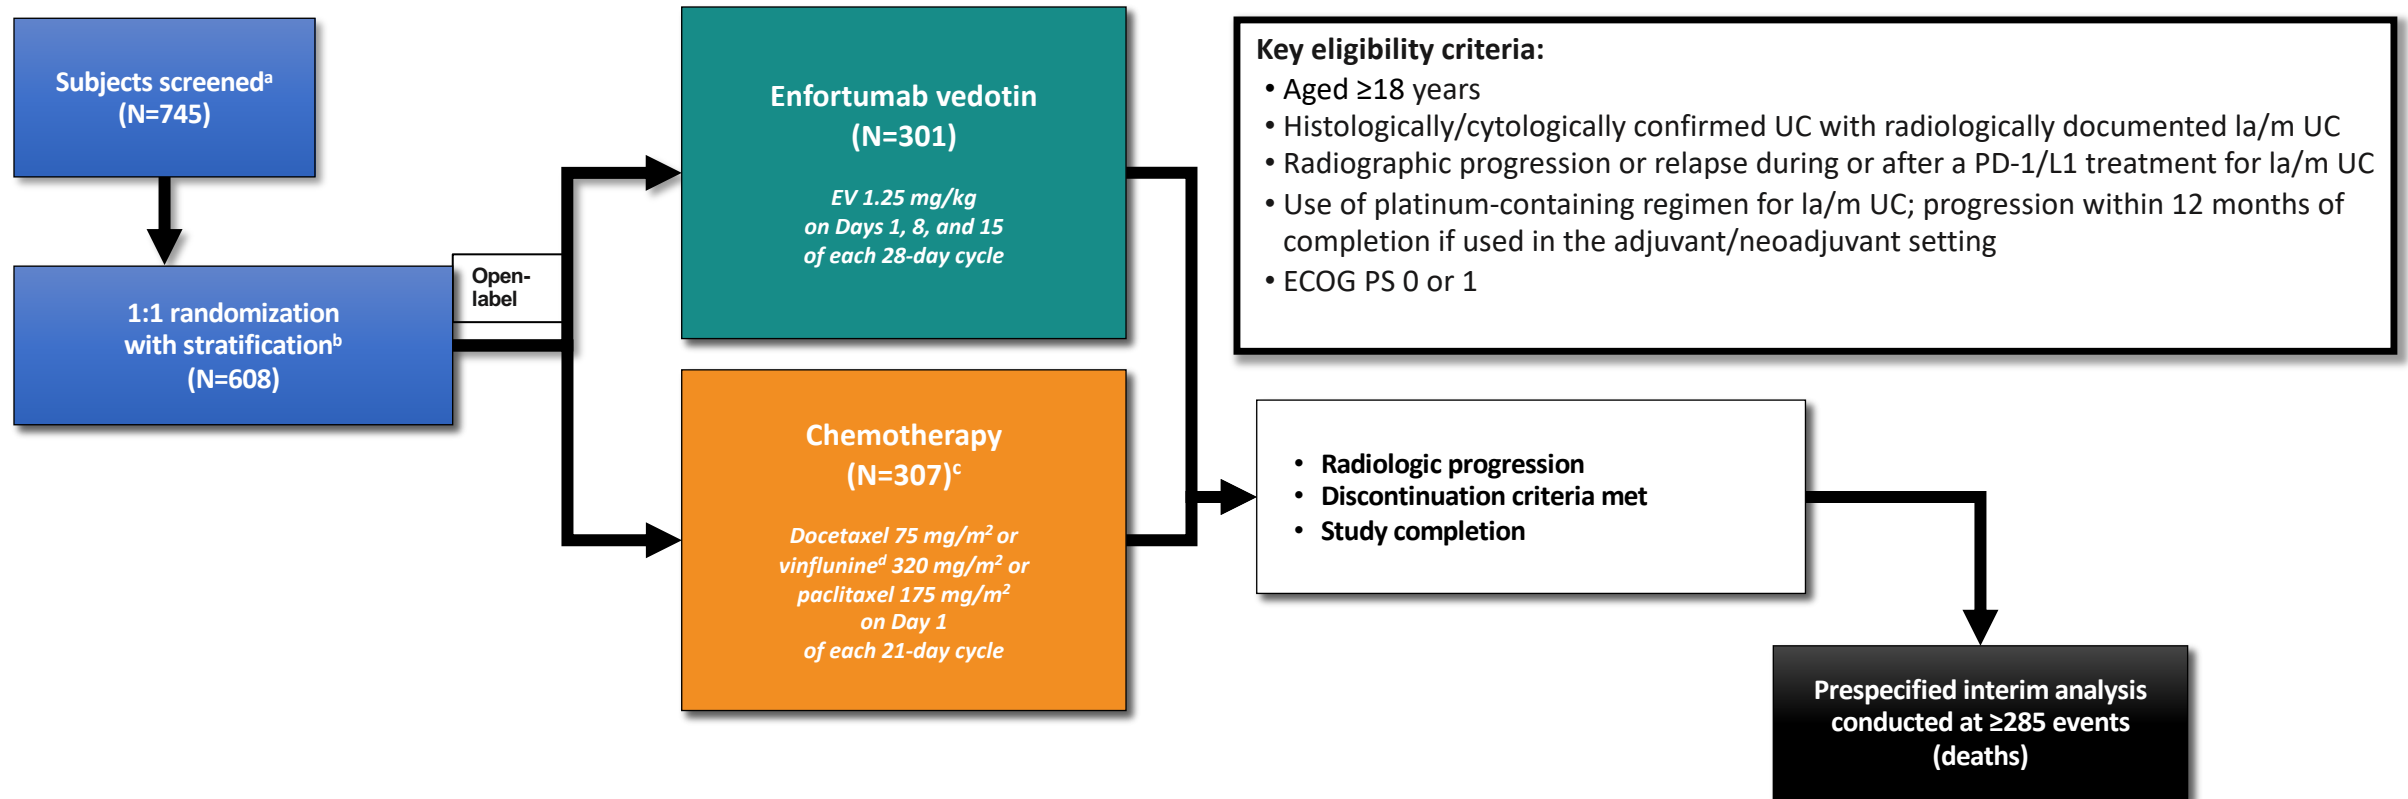 Subjects screenedᵃ
(N=745)
1:1 randomization
with stratificationᵇ
(N=608)
Open-
label
Enfortumab vedotin
(N=301)
EV 1.25 mg/kg
on Days 1, 8, and 15
of each 28-day cycle
Chemotherapy
(N=307)ᶜ
Docetaxel 75 mg/m² or
vinflunineᵈ 320 mg/m² or
paclitaxel 175 mg/m²
on Day 1
of each 21-day cycle
Key eligibility criteria:
• Aged ≥18 years
• Histologically/cytologically confirmed UC with radiologically documented la/m UC
• Radiographic progression or relapse during or after a PD-1/L1 treatment for la/m UC
• Use of platinum-containing regimen for la/m UC; progression within 12 months of
completion if used in the adjuvant/neoadjuvant setting
• ECOG PS 0 or 1
• Radiologic progression
• Discontinuation criteria met
• Study completion
Prespecified interim analysis
conducted at ≥285 events
(deaths)